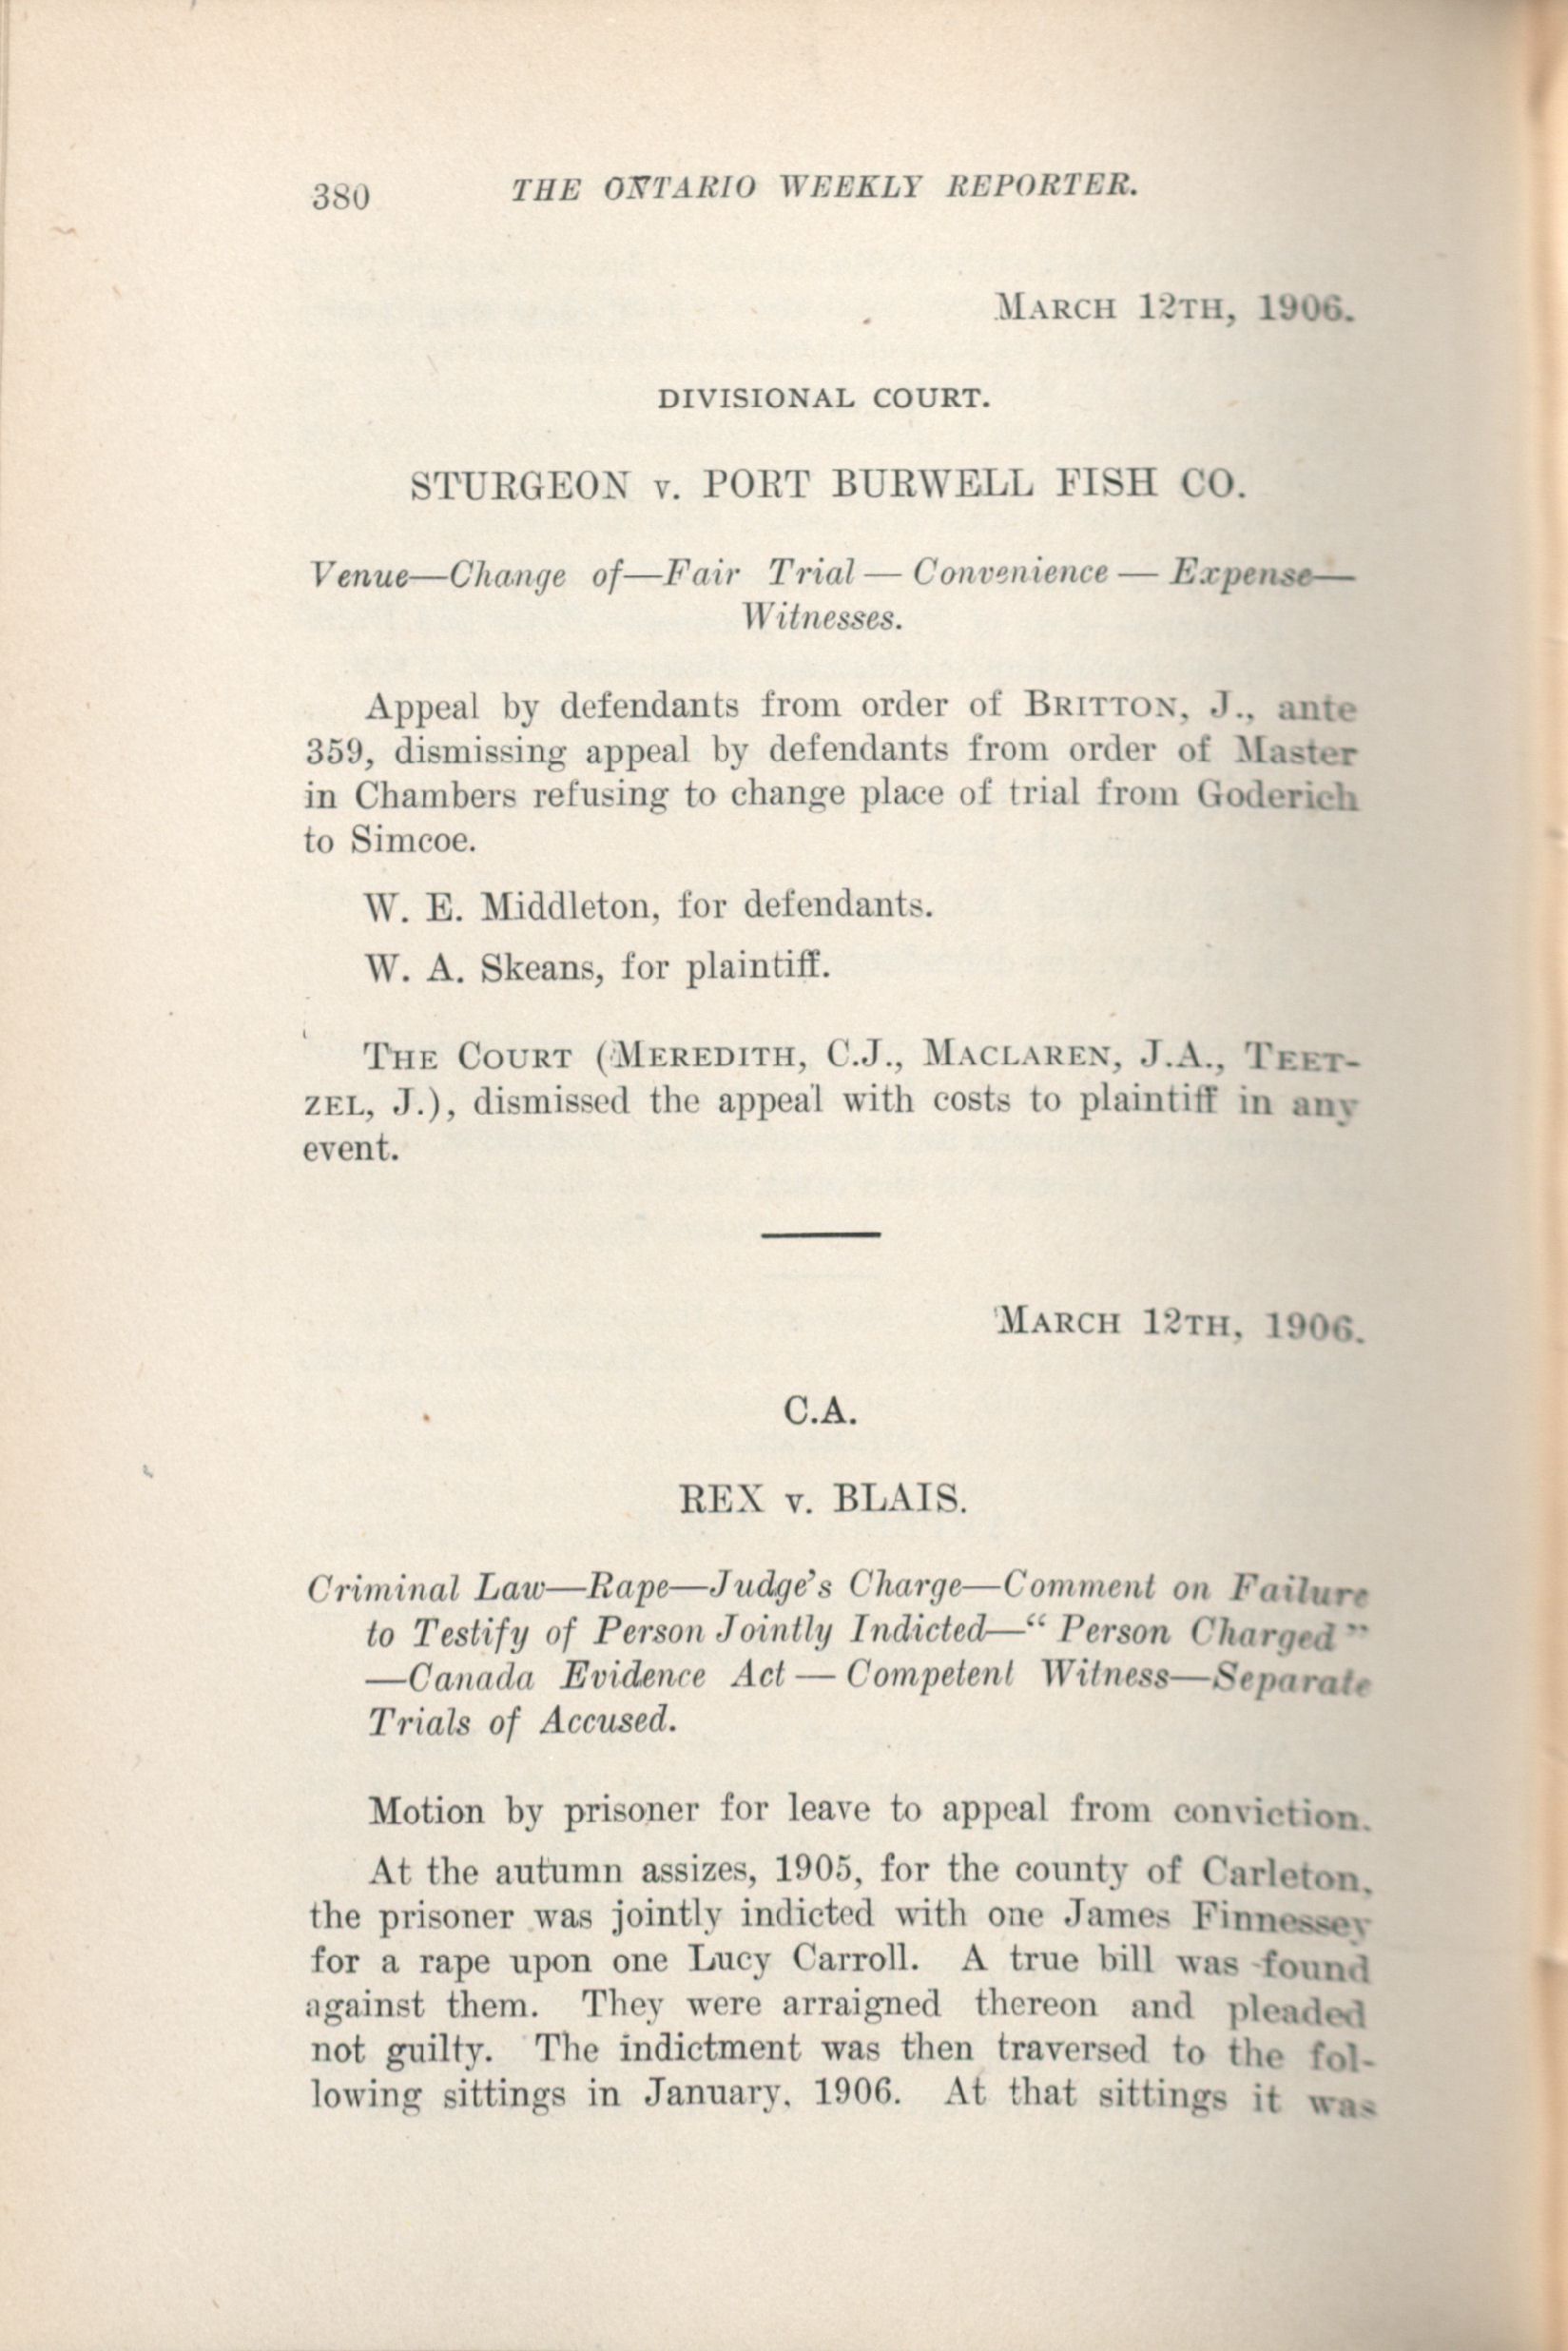 380 THE ONTARIO WEEKLY REPORTER.
MARCH 12TH, 1906.
DIVISIONAL COURT.
STURGEON v. PORT BURWELL FISH CO.
Venue—Change of—Fair Trial — Convenience — Expense—
Witnesses.
Appeal by defendants from order of BRITTON, J., ante
359, dismissing appeal by defendants from order of Master
in Chambers refusing to change place of trial from Goderich
to Simcoe.
W. E. Middleton, for defendants.
W. A. Skeans, for plaintiff.
THE COURT (MEREDITH, C.J., MACLAREN, J.A., TEET-
ZEL, J.), dismissed the appeal with costs to plaintiff in any
event.
MARCH 12TH, 1906.
C.A.
REX v. BLAIS.
Criminal Law—Rape—Judge's Charge—Comment on Failure
to Testify of Person Jointly Indicted—“ Person Charged ”
—Canada Evidence Act — Competent Witness—Separate
Trials of Accused.
Motion by prisoner for leave to appeal from conviction.
At the autumn assizes, 1905, for the county of Carleton,
the prisoner was jointly indicted with one James Finnessey
for a rape upon one Lucy Carroll. A true bill was found
against them. They were arraigned thereon and pleaded
not guilty. The indictment was then traversed to the fol-
lowing sittings in January, 1906. At that sittings it was